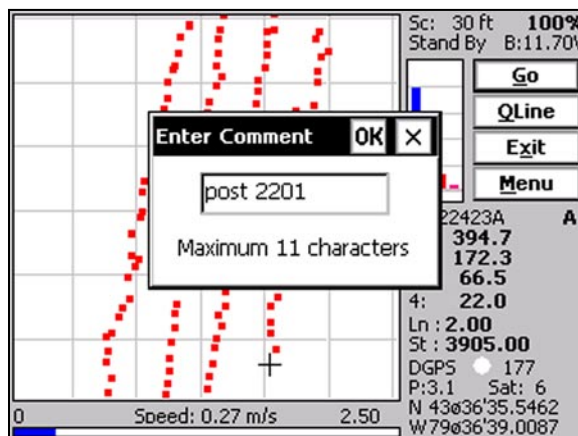 Sc: 30 ft 100%
Stand By B:11.70V
Go
QLine
Exit
Menu
Enter Comment OK ×
post 2201
Maximum 11 characters
22423A A
394.7
172.3
66.5
4: 22.0
Ln : 2.00
St : 3905.00
DGPS 177
P:3.1 Sat: 6
N 43ø36'35.5462
W79ø36'39.0087
0 Speed: 0.27 m/s 2.50